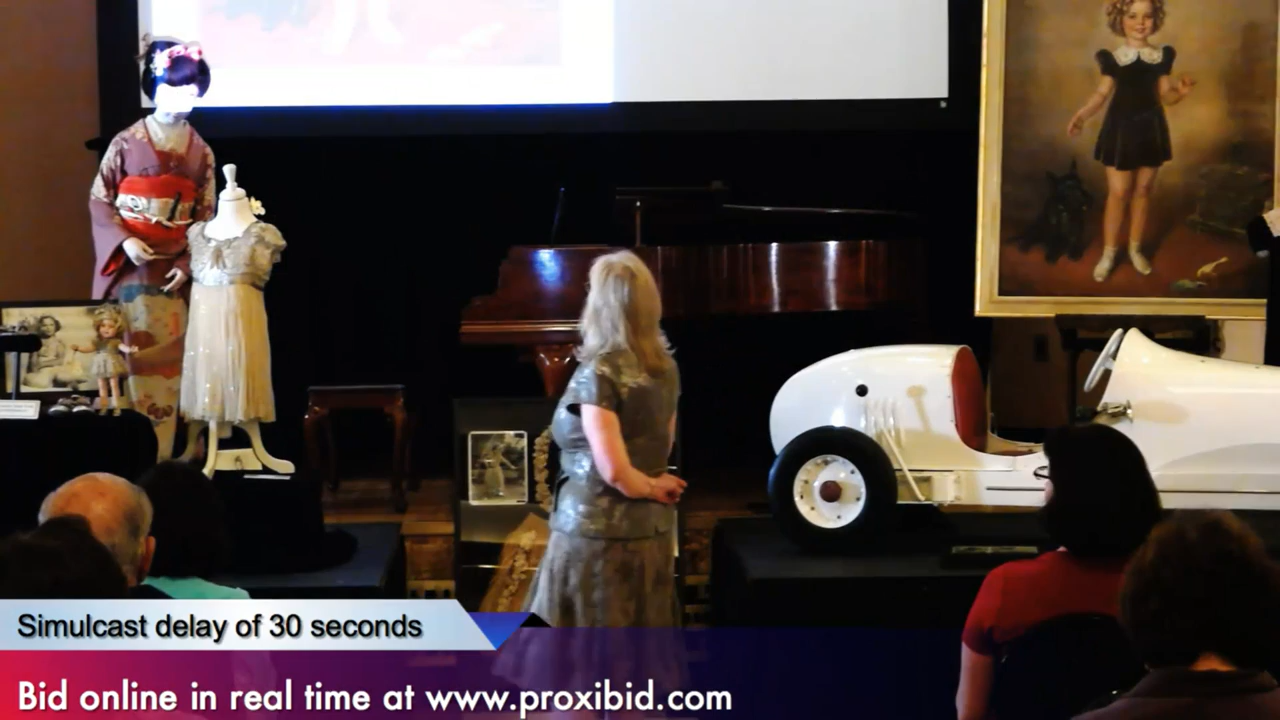 Simulcast delay of 30 seconds
Bid online in real time at www.proxibid.com